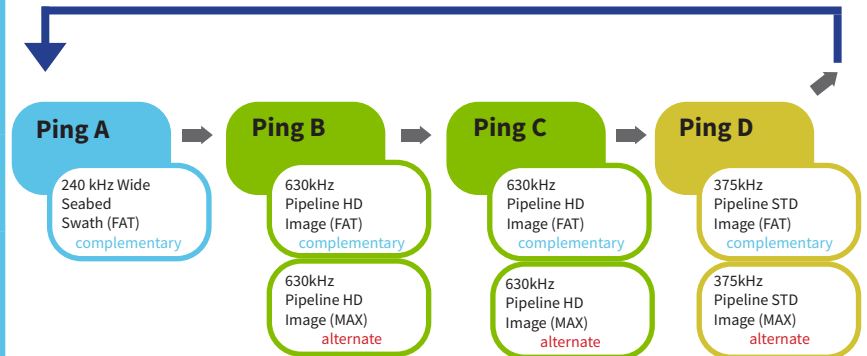 Ping A
240 kHz Wide
Seabed
Swath (FAT)
complementary
Ping B
630kHz
Pipeline HD
Image (FAT)
complementary
630kHz
Pipeline HD
Image (MAX)
alternate
Ping C
630kHz
Pipeline HD
Image (FAT)
complementary
630kHz
Pipeline HD
Image (MAX)
alternate
Ping D
375kHz
Pipeline STD
Image (FAT)
complementary
375kHz
Pipeline STD
Image (MAX)
alternate